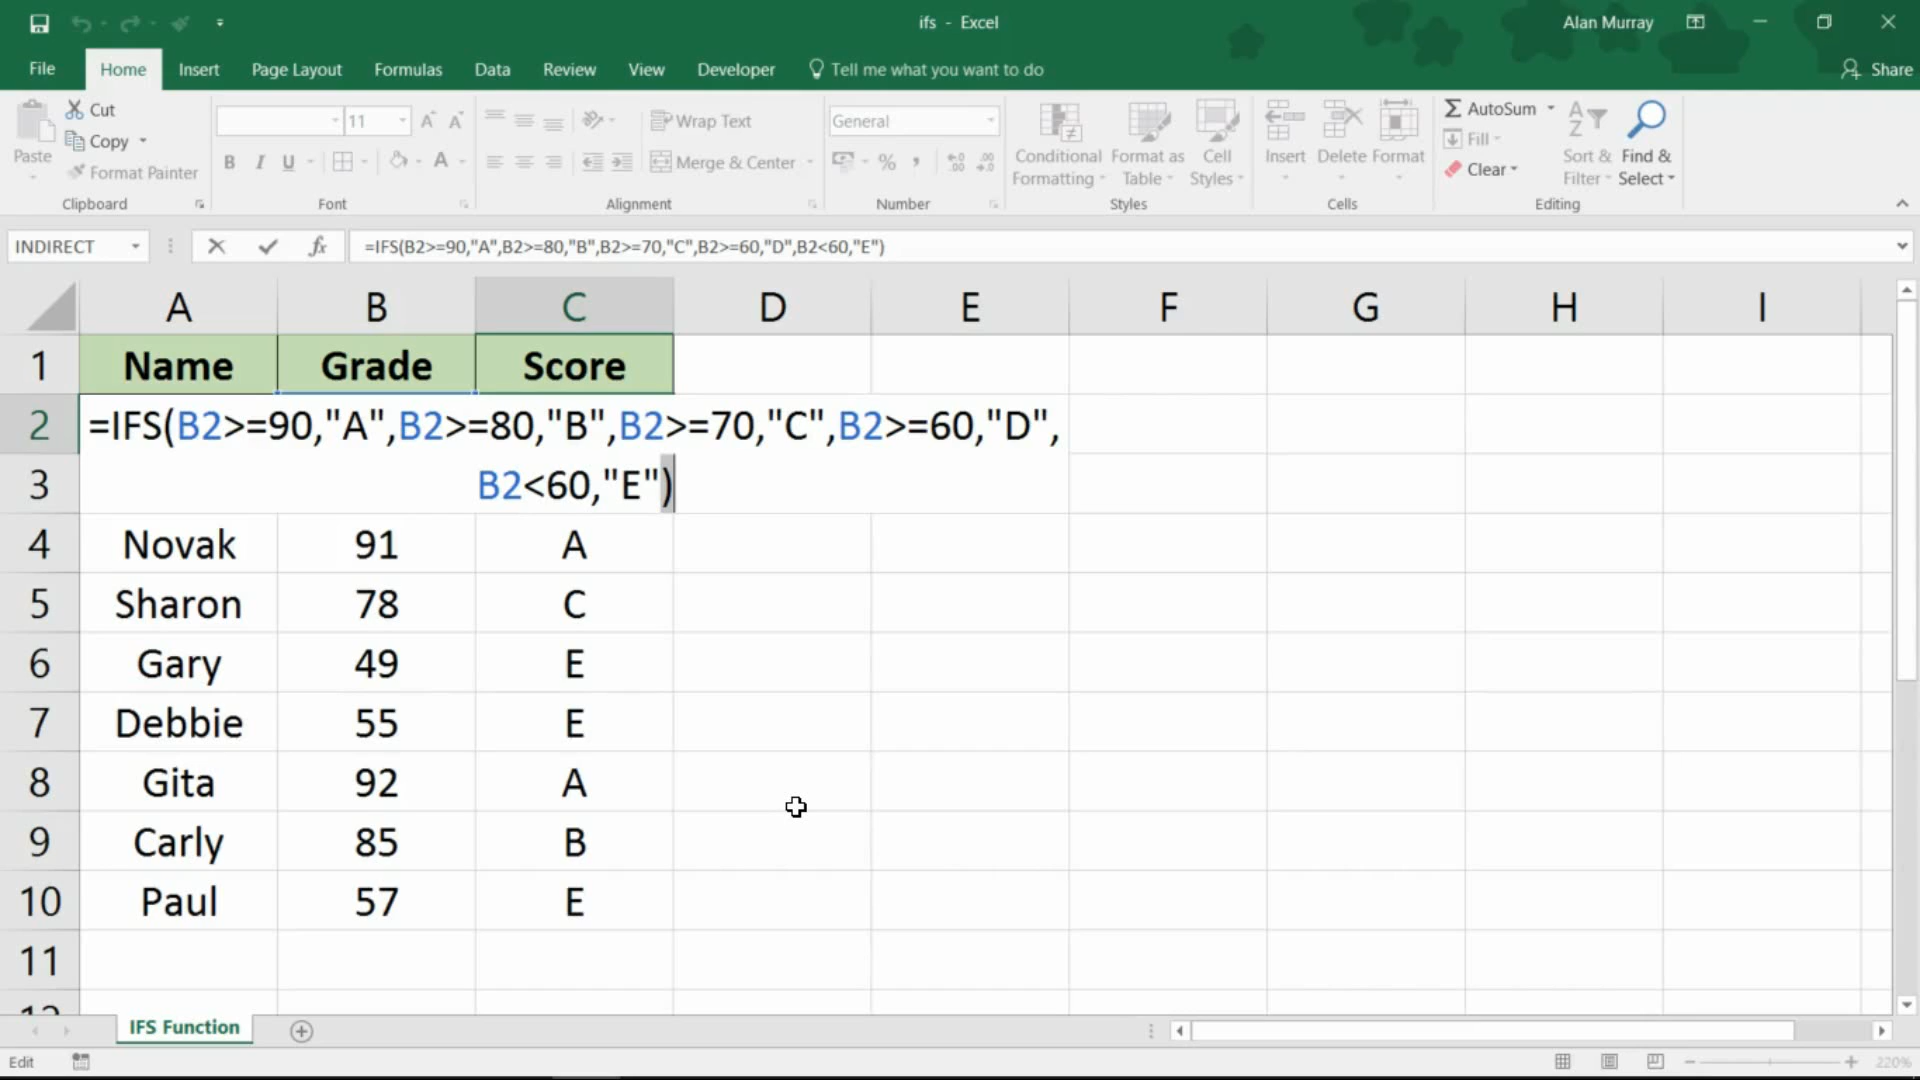 ifs - Excel
Alan Murray
File Home Insert Page Layout Formulas Data Review View Developer Tell me what you want to do
Share
Paste
Cut
Copy
Format Painter
Clipboard
11
B I U
A
Font
Wrap Text
Merge & Center
Alignment
General
%
Number
Conditional Formatting
Format as Table
Cell Styles
Styles
Insert
Delete
Format
Cells
AutoSum
Fill
Clear
Sort & Filter
Find & Select
Editing
INDIRECT
fx
=IFS(B2>=90,"A",B2>=80,"B",B2>=70,"C",B2>=60,"D",B2<60,"E")
A B C D E F G H I
1 Name Grade Score
2 =IFS(B2>=90,"A",B2>=80,"B",B2>=70,"C",B2>=60,"D",
3 B2<60,"E")
4 Novak 91 A
5 Sharon 78 C
6 Gary 49 E
7 Debbie 55 E
8 Gita 92 A
9 Carly 85 B
10 Paul 57 E
11
12
IFS Function
Edit
220%